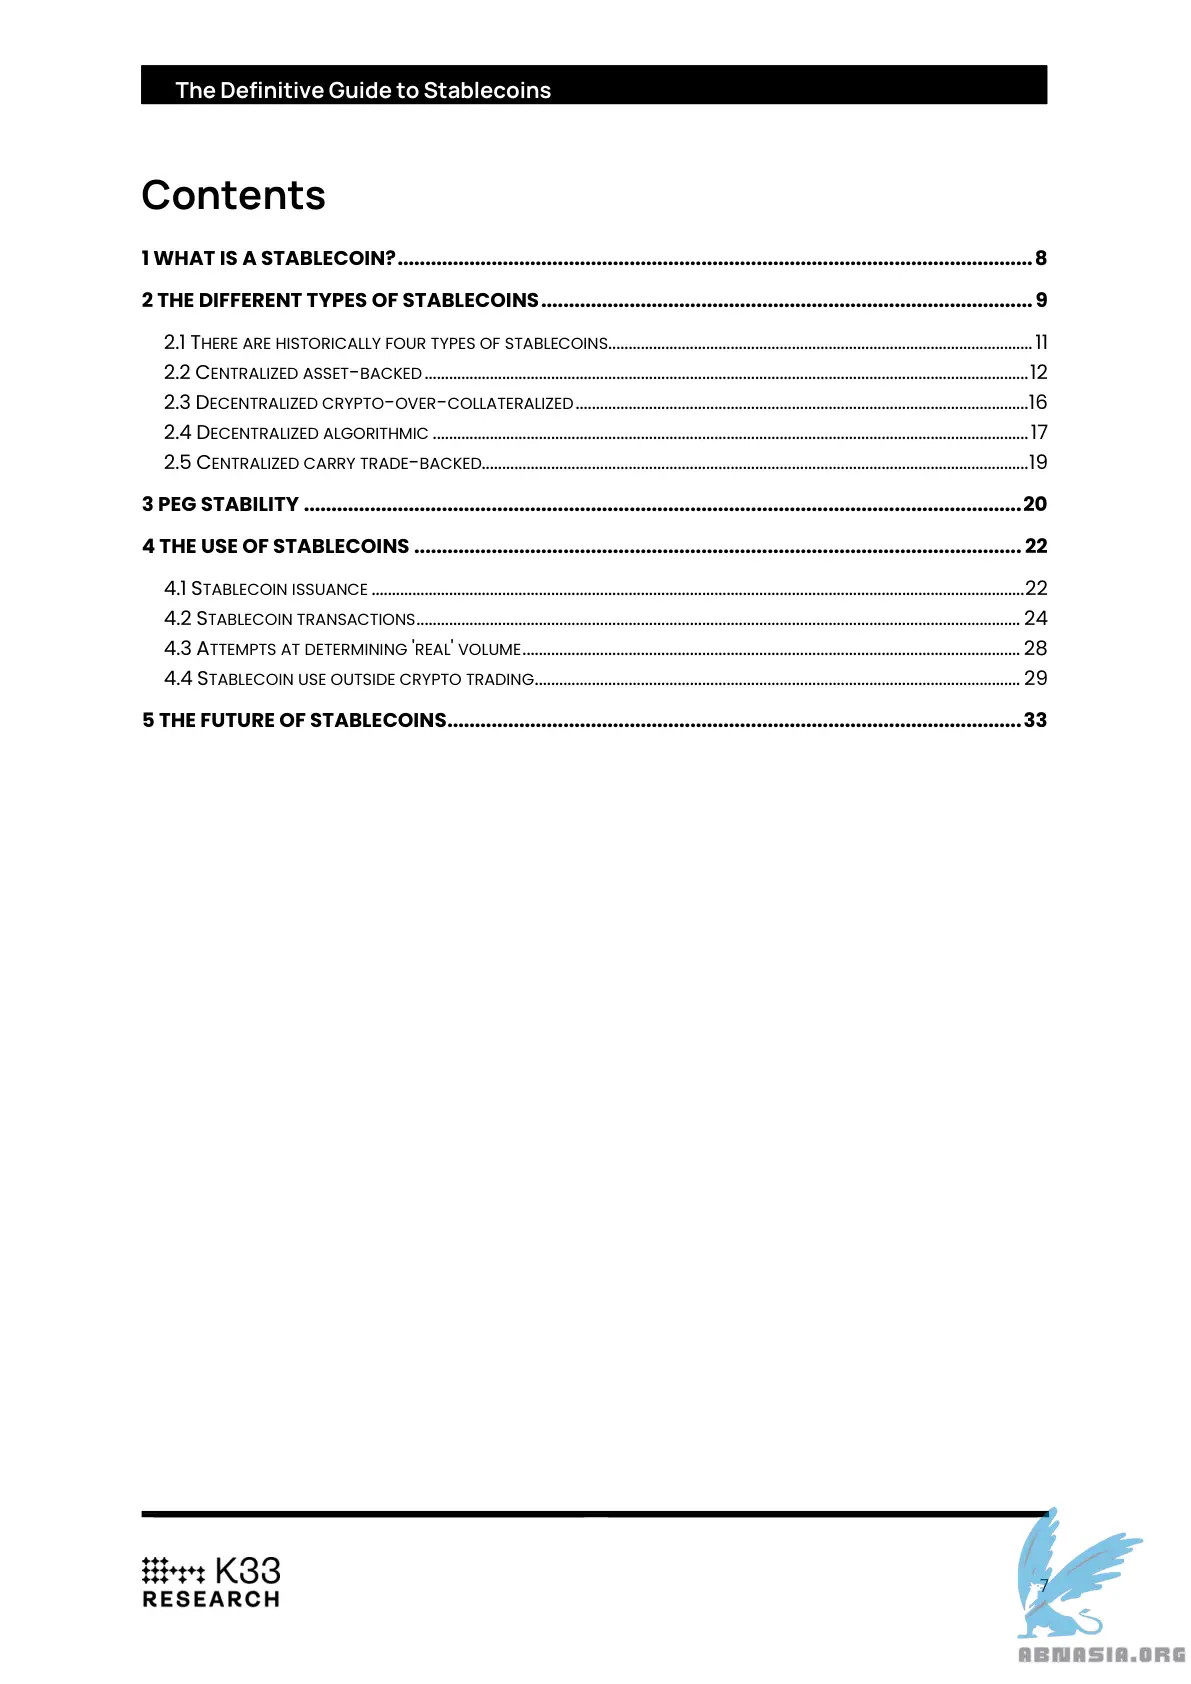 The Definitive Guide to Stablecoins
Contents
1 WHAT IS A STABLECOIN? 8
2 THE DIFFERENT TYPES OF STABLECOINS 9
2.1 THERE ARE HISTORICALLY FOUR TYPES OF STABLECOINS 11
2.2 CENTRALIZED ASSET-BACKED 12
2.3 DECENTRALIZED CRYPTO-OVER-COLLATERALIZED 16
2.4 DECENTRALIZED ALGORITHMIC 17
2.5 CENTRALIZED CARRY TRADE-BACKED 19
3 PEG STABILITY 20
4 THE USE OF STABLECOINS 22
4.1 STABLECOIN ISSUANCE 22
4.2 STABLECOIN TRANSACTIONS 24
4.3 ATTEMPTS AT DETERMINING 'REAL' VOLUME 28
4.4 STABLECOIN USE OUTSIDE CRYPTO TRADING 29
5 THE FUTURE OF STABLECOINS 33
K33
RESEARCH
7
ABNASIA.ORG